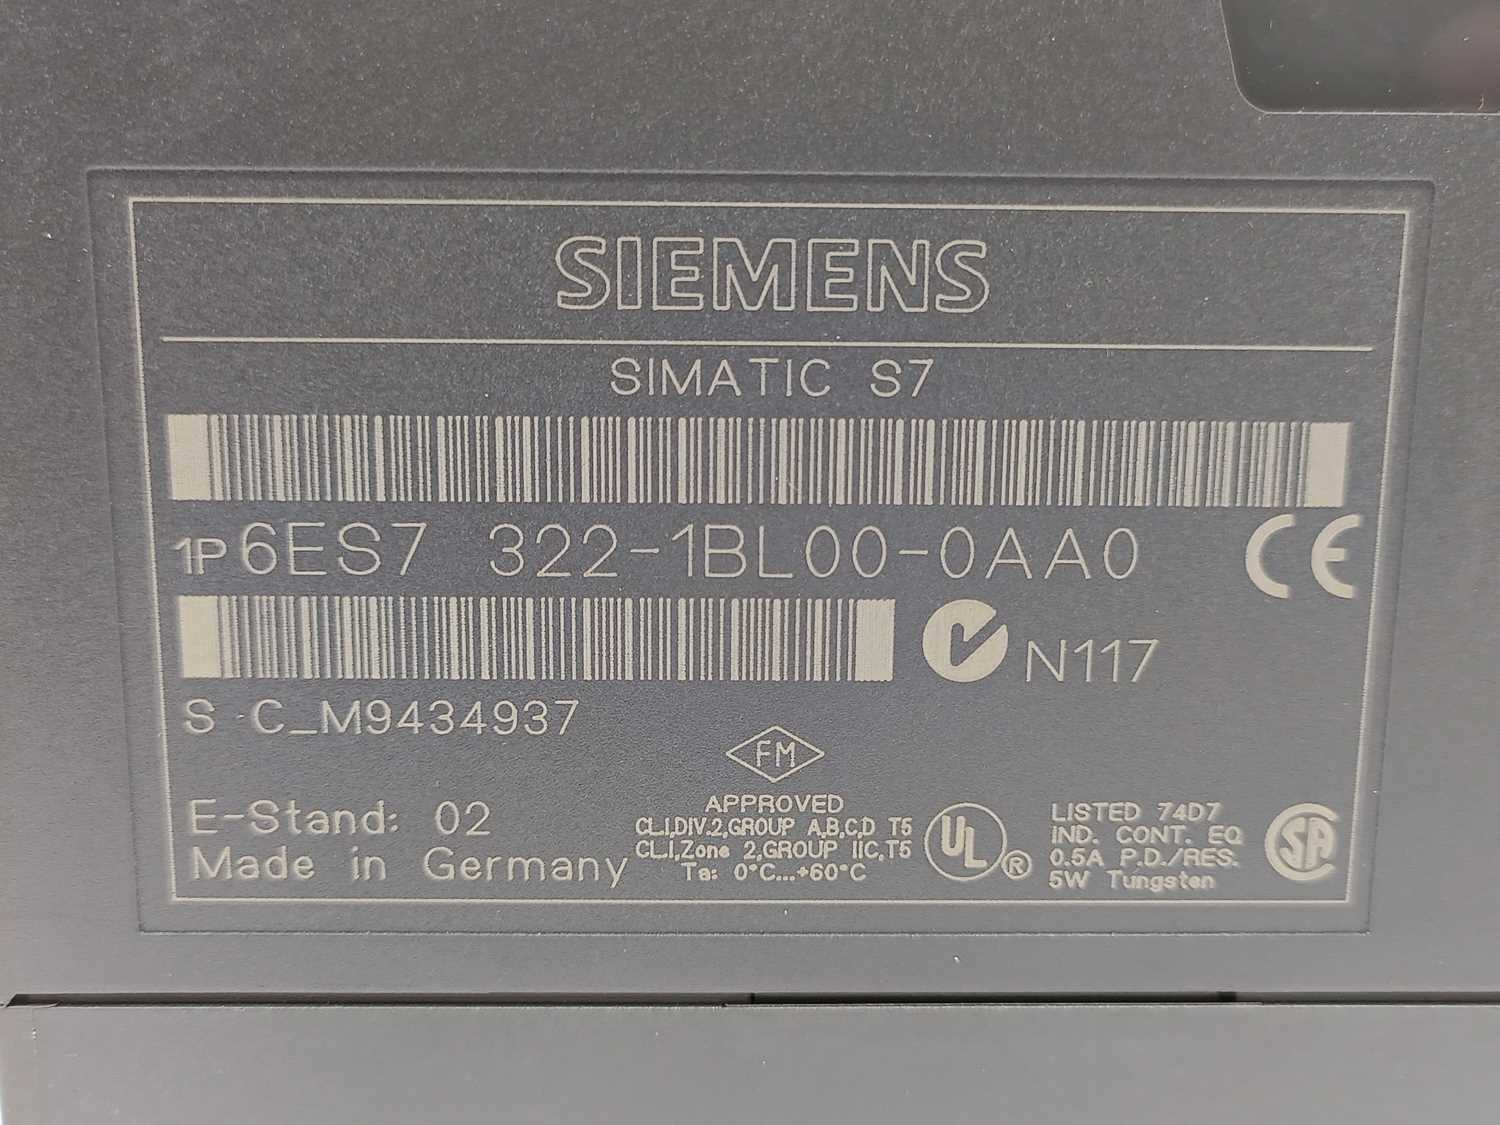 SIEMENS
SIMATIC S7
1P 6ES7 322-1BL00-0AA0 CE
N117
S C_M9434937
FM
APPROVED
CL.I,DIV.2,GROUP A,B,C,D T5
CL.I,Zone 2,GROUP IIC,T5
Ta: 0°C...+60°C
E-Stand: 02
Made in Germany
UL ®
LISTED 74D7
IND. CONT. EQ
0.5A P.D./RES.
5W Tungsten
SA